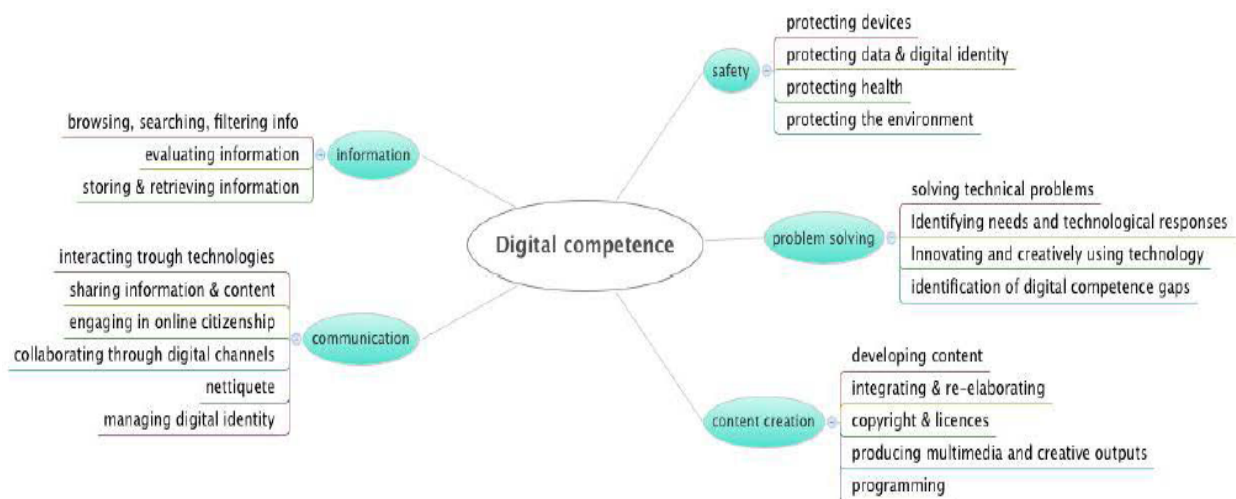 Digital competence
information
browsing, searching, filtering info
evaluating information
storing & retrieving information
communication
interacting trough technologies
sharing information & content
engaging in online citizenship
collaborating through digital channels
nettiquete
managing digital identity
safety
protecting devices
protecting data & digital identity
protecting health
protecting the environment
problem solving
solving technical problems
Identifying needs and technological responses
Innovating and creatively using technology
identification of digital competence gaps
content creation
developing content
integrating & re-elaborating
copyright & licences
producing multimedia and creative outputs
programming